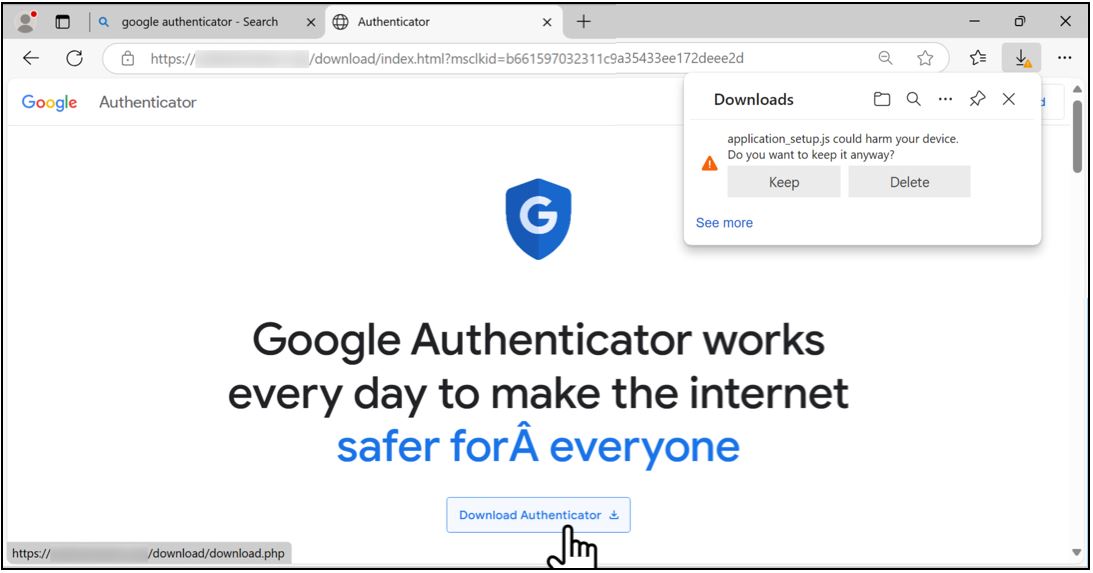 google authenticator - Search
Authenticator
https:// /download/index.html?msclkid=b661597032311c9a35433ee172deee2d
Google Authenticator
Downloads
application_setup.js could harm your device.
Do you want to keep it anyway?
Keep Delete
See more
Google Authenticator works
every day to make the internet
safer forÂ everyone
Download Authenticator
https:// /download/download.php